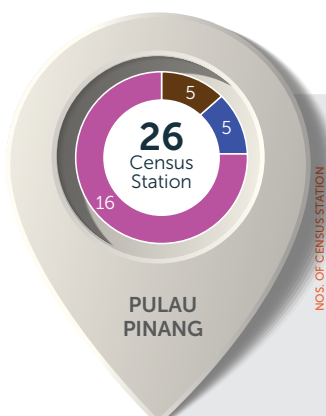 5
5
26
Census
Station
16
PULAU
PINANG
NOS. OF CENSUS STATION